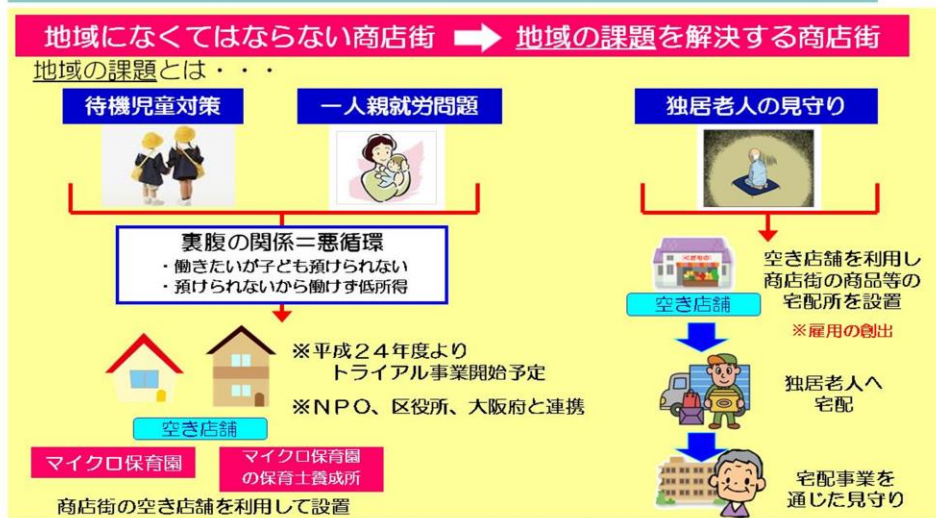 地域になくてはならない商店街 ➡ 地域の課題を解決する商店街
地域の課題とは・・・
待機児童対策
一人親就労問題
裏腹の関係＝悪循環
・働きたいが子ども預けられない
・預けられないから働けず低所得
※平成２４年度より
トライアル事業開始予定
※ＮＰＯ、区役所、大阪府と連携
空き店舗
マイクロ保育園
マイクロ保育園
の保育士養成所
商店街の空き店舗を利用して設置
独居老人の見守り
空き店舗
空き店舗を利用し
商店街の商品等の
宅配所を設置
※雇用の創出
独居老人へ
宅配
宅配事業を
通じた見守り